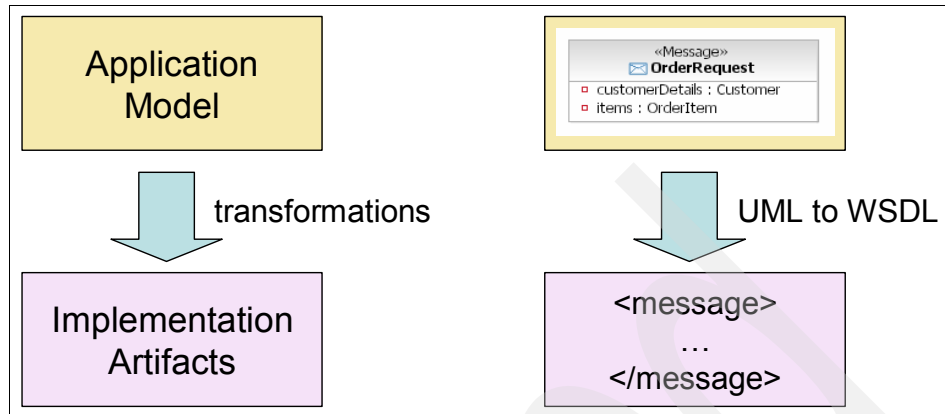 Application
Model
transformations
Implementation
Artifacts
«Message»
OrderRequest
customerDetails : Customer
items : OrderItem
UML to WSDL
<message>
…
</message>